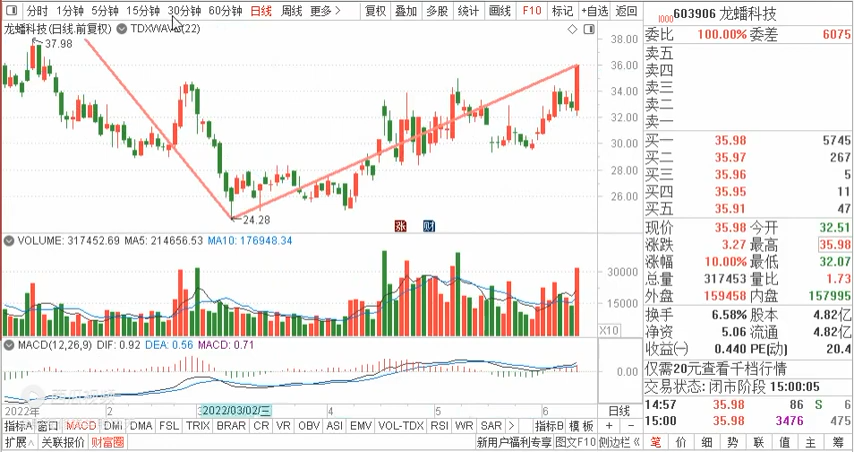 分时 1分钟 5分钟 15分钟 30分钟 60分钟 日线 周线 更多 > 复权 叠加 多股 统计 画线 F10 标记 +自选 返回
1000 603906 龙蟠科技
龙蟠科技(日线.前复权) TDXWAVE(22)
37.98
38.00
36.00
34.00
32.00
30.00
28.00
26.00
24.28
涨 财
委比 100.00% 委差 6075
卖五
卖四
卖三
卖二
卖一
买一 35.98 5745
买二 35.97 267
买三 35.96 5
买四 35.95 11
买五 35.91 47
现价 35.98 今开 32.51
涨跌 3.27 最高 35.98
涨幅 10.00% 最低 32.07
总量 317453 量比 1.73
外盘 159458 内盘 157995
换手 6.58% 股本 4.82亿
净资 5.06 流通 4.82亿
收益(一) 0.440 PE(动) 20.4
仅需20元查看千档行情
交易状态: 闭市阶段 15:00:05
14:57 35.98 86 S 6
15:00 35.98 3476 475
VOLUME: 317452.69 MA5: 214656.53 MA10: 176948.34
30000
15000
X10
MACD(12,26,9) DIF: 0.92 DEA: 0.56 MACD: 0.71
0.00
2022年 2 3 2022/03/02/三 4 5 6 日线
指标A 窗口 MACD DMI DMA FSL TRIX BRAR CR VR OBV ASI EMV VOL-TDX RSI WR SAR > 指标B 模板 + −
扩展∧ 关联报价 财富圈 新用户福利专享 图文F10 侧边栏 <<
笔 价 细 势 联 值 主 筹